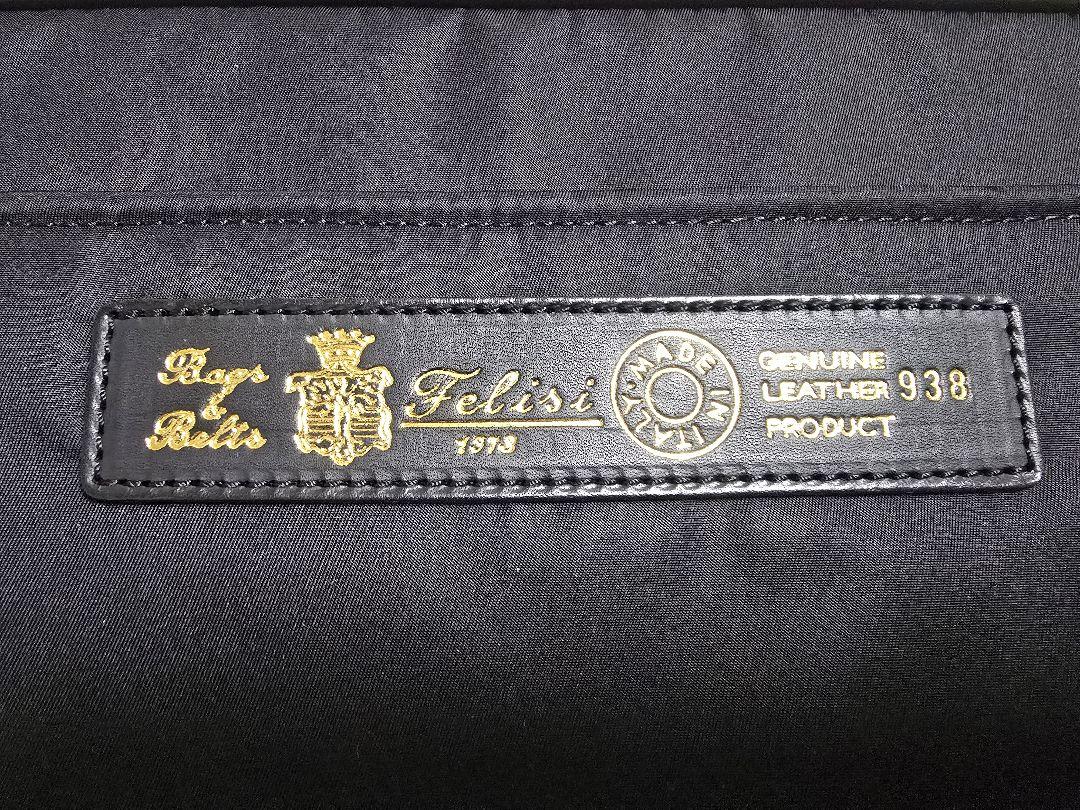 Bags
&
Belts
Felisi
1973
MADE IN ITALY
GENUINE
LEATHER 938
PRODUCT